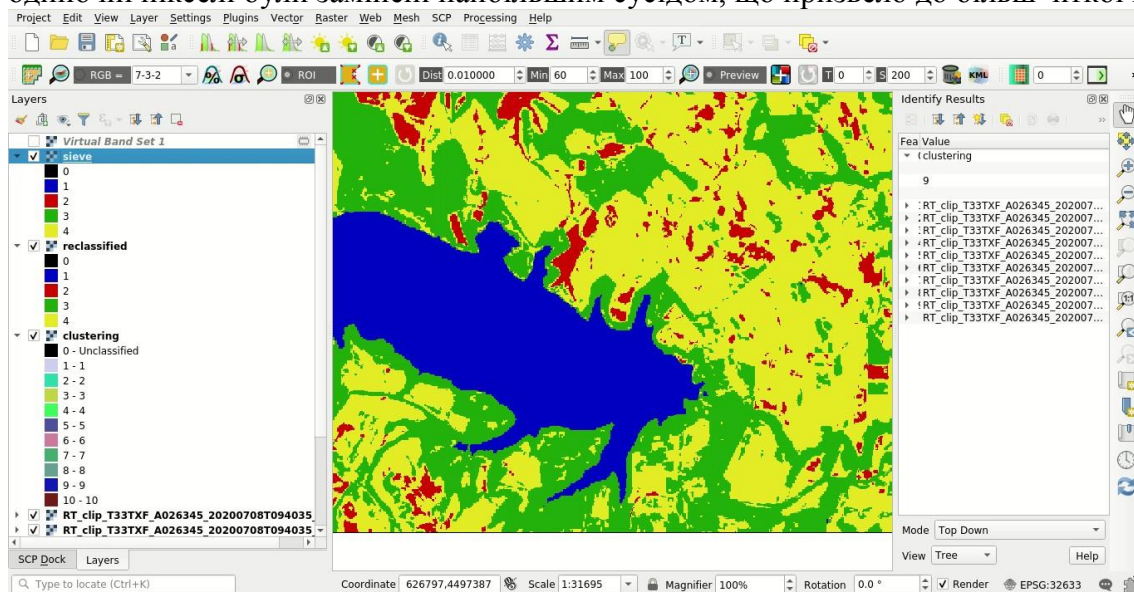 Project Edit View Layer Settings Plugins Vector Raster Web Mesh SCP Processing Help
RGB = 7-3-2 ROI Dist 0.010000 Min 60 Max 100 Preview T 0 S 200 KML 0
Layers
Virtual Band Set 1
sieve
0
1
2
3
4
reclassified
0
1
2
3
4
clustering
0 - Unclassified
1 - 1
2 - 2
3 - 3
4 - 4
5 - 5
6 - 6
7 - 7
8 - 8
9 - 9
10 - 10
RT_clip_T33TXF_A026345_20200708T094035
RT_clip_T33TXF_A026345_20200708T094035
SCP Dock Layers
Identify Results
Fea Value
clustering
9
RT_clip_T33TXF_A026345_202007...
RT_clip_T33TXF_A026345_202007...
RT_clip_T33TXF_A026345_202007...
RT_clip_T33TXF_A026345_202007...
RT_clip_T33TXF_A026345_202007...
RT_clip_T33TXF_A026345_202007...
RT_clip_T33TXF_A026345_202007...
RT_clip_T33TXF_A026345_202007...
RT_clip_T33TXF_A026345_202007...
RT_clip_T33TXF_A026345_202007...
Mode Top Down
View Tree Help
Type to locate (Ctrl+K) Coordinate 626797,4497387 Scale 1:31695 Magnifier 100% Rotation 0.0 ° Render EPSG:32633